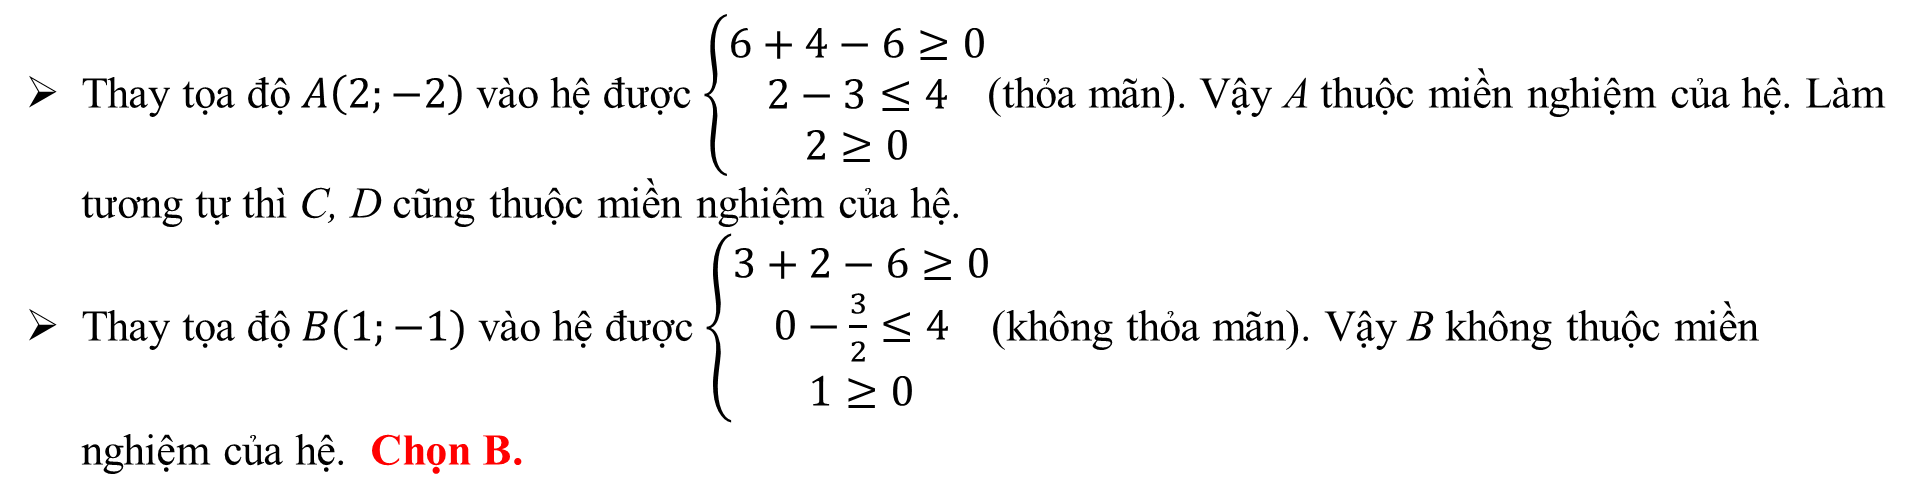 ➢ Thay tọa độ A(2; −2) vào hệ được { 6 + 4 − 6 ≥ 0
2 − 3 ≤ 4
2 ≥ 0 (thỏa mãn). Vậy A thuộc miền nghiệm của hệ. Làm
tương tự thì C, D cũng thuộc miền nghiệm của hệ.
➢ Thay tọa độ B(1; −1) vào hệ được { 3 + 2 − 6 ≥ 0
0 − 3/2 ≤ 4
1 ≥ 0 (không thỏa mãn). Vậy B không thuộc miền
nghiệm của hệ. Chọn B.